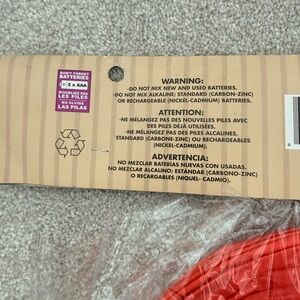 DON'T FORGET
BATTERIES
2 x AAA
N'OUBLIEZ PAS
LES PILES
NO OLVIDE
LAS PILAS
WARNING:
-DO NOT MIX NEW AND USED BATTERIES.
-DO NOT MIX ALKALINE; STANDARD (CARBON-ZINC)
OR RECHARGEABLE (NICKEL-CADMIUM) BATTERIES.
ATTENTION:
-NE MÉLANGEZ PAS DES NOUVELLES PILES AVEC
DES PILES DÉJÀ UTILISÉES.
-NE MÉLANGEZ PAS DES PILES ALCALINES,
STANDARD (CARBONE-ZINC) OU RECHARGEABLES
(NICKEL-CADMIUM).
ADVERTENCIA:
NO MEZCLAR BATERÍAS NUEVAS CON USADAS.
NO MEZCLAR ALCALINO; ESTÁNDAR (CARBONO-ZINC)
O RECARGABLES (NIQUEL- CADMIO).